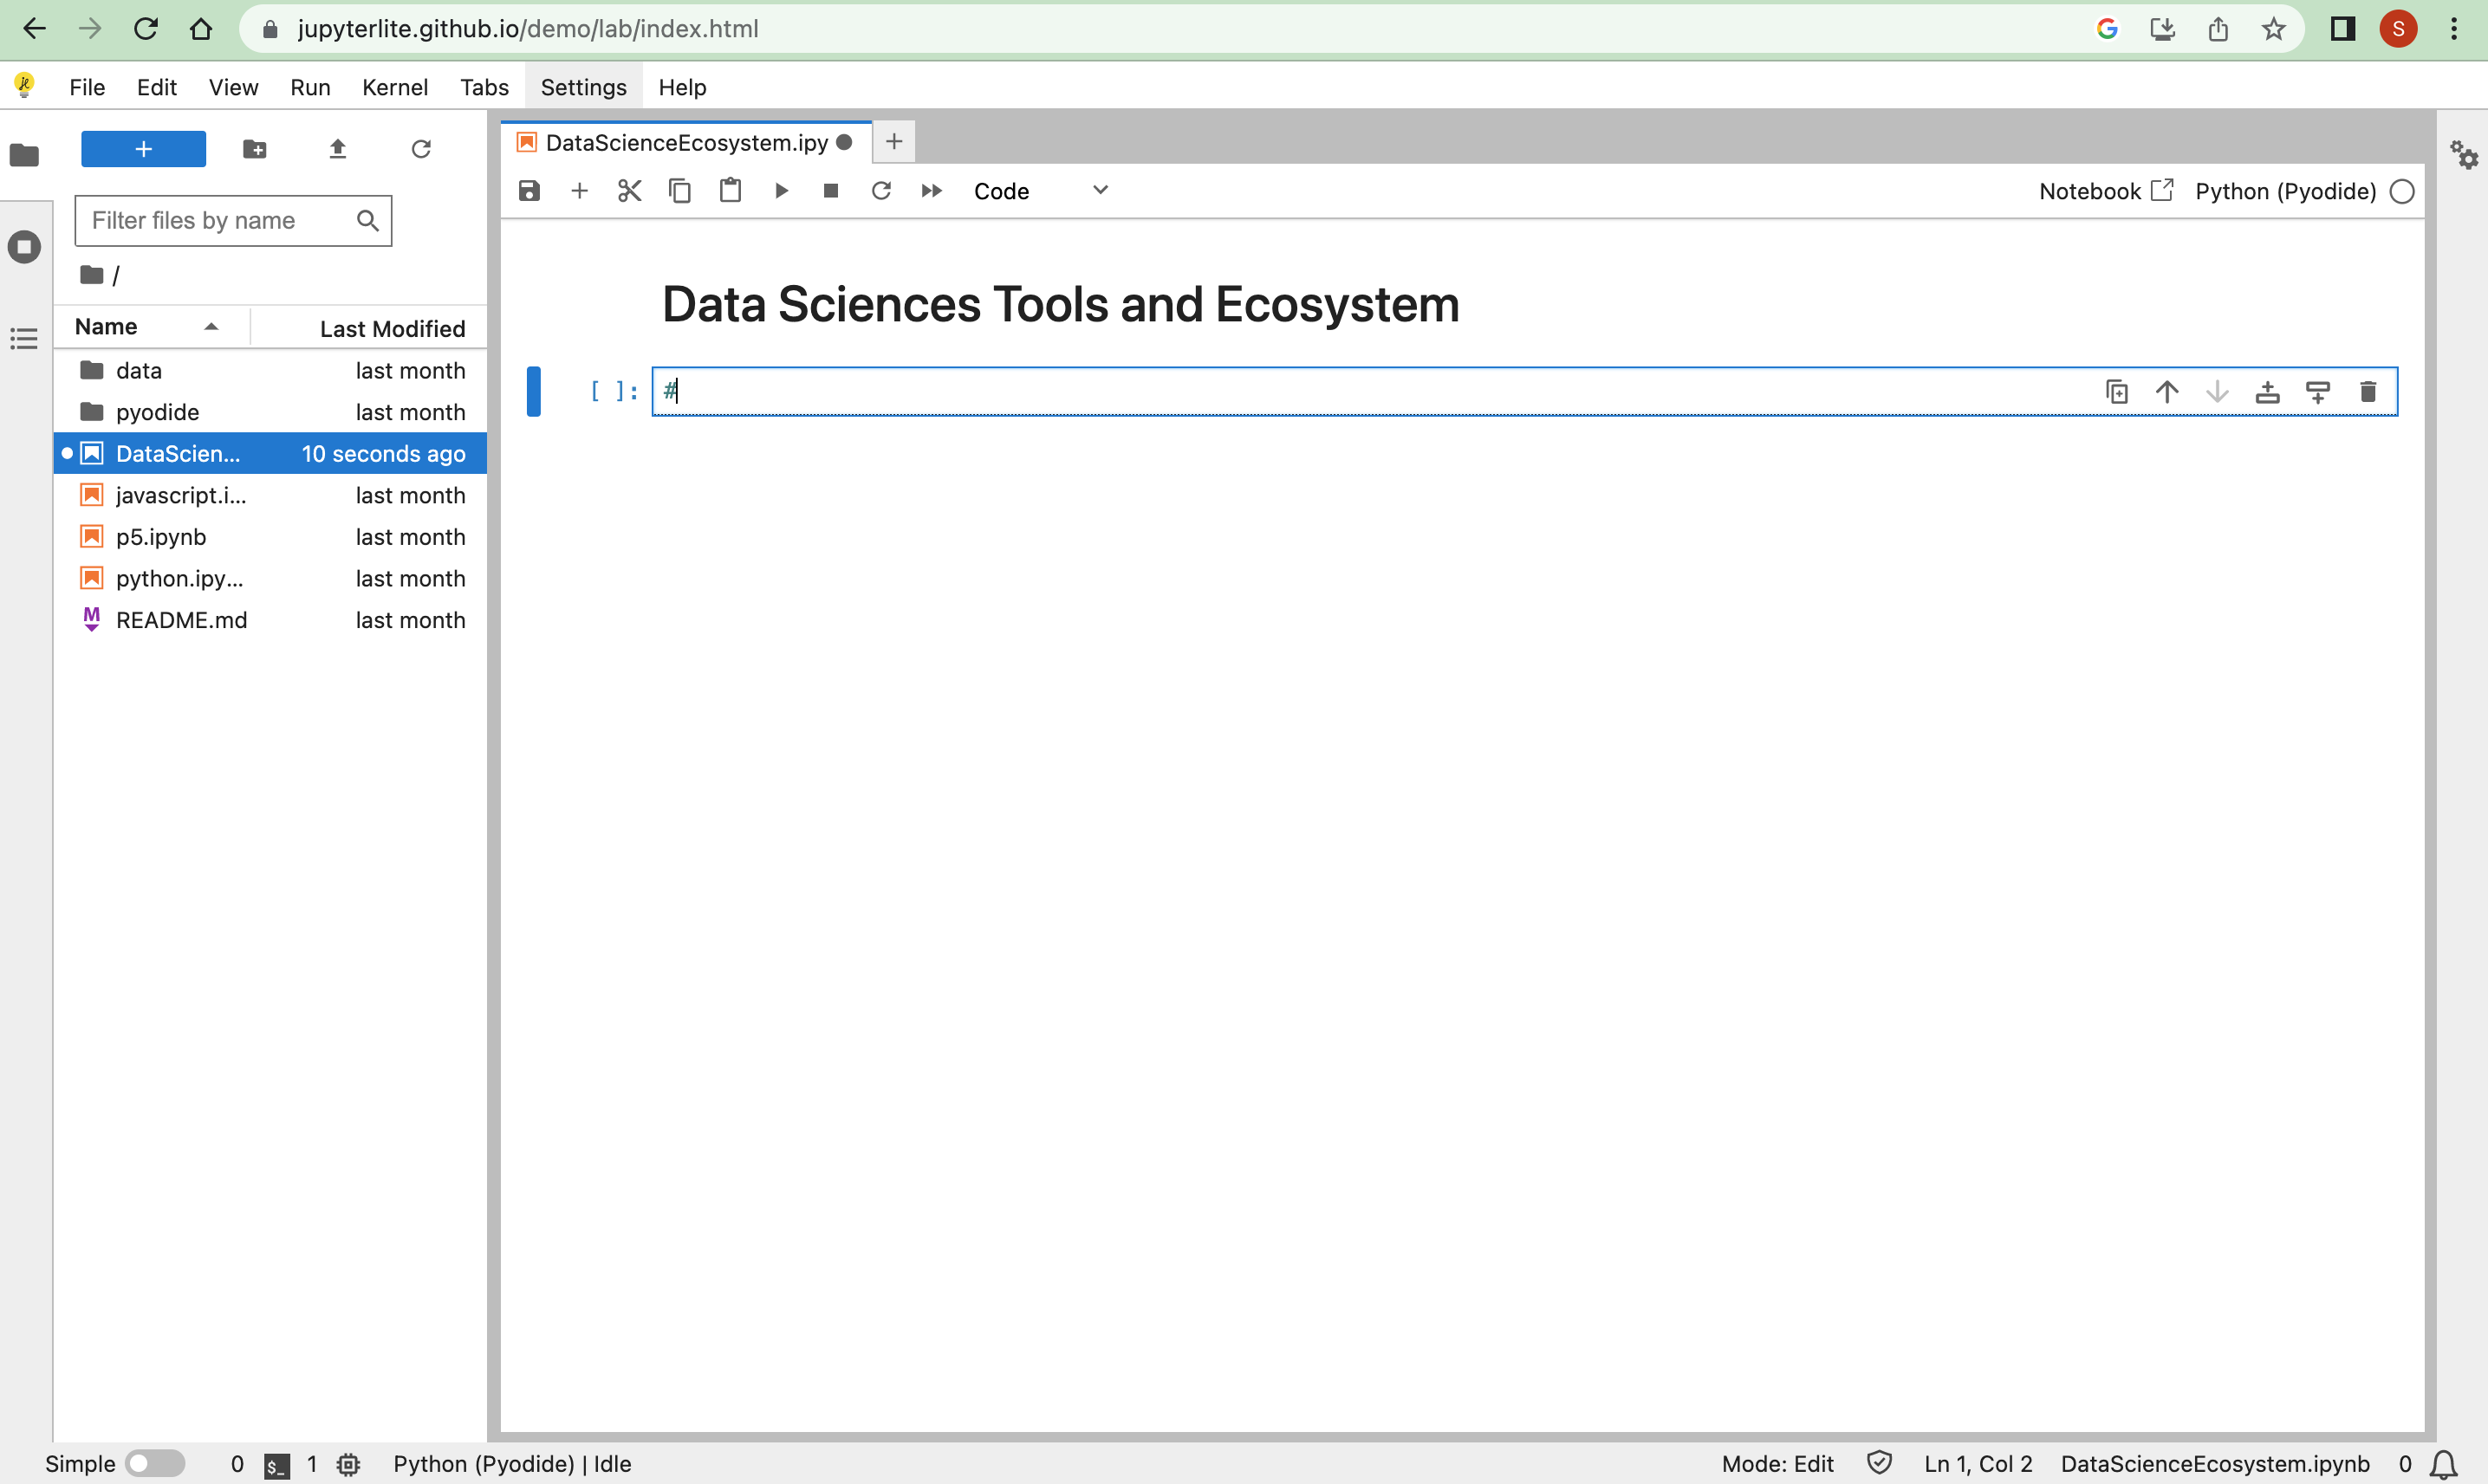 jupyterlite.github.io/demo/lab/index.html
S
File Edit View Run Kernel Tabs Settings Help
DataScienceEcosystem.ipy
Code
Notebook Python (Pyodide)
Filter files by name
/
Name Last Modified
data last month
pyodide last month
DataScien... 10 seconds ago
javascript.i... last month
p5.ipynb last month
python.ipy... last month
README.md last month
Data Sciences Tools and Ecosystem
[ ]: #
Simple 0 $_ 1 Python (Pyodide) | Idle
Mode: Edit Ln 1, Col 2 DataScienceEcosystem.ipynb 0